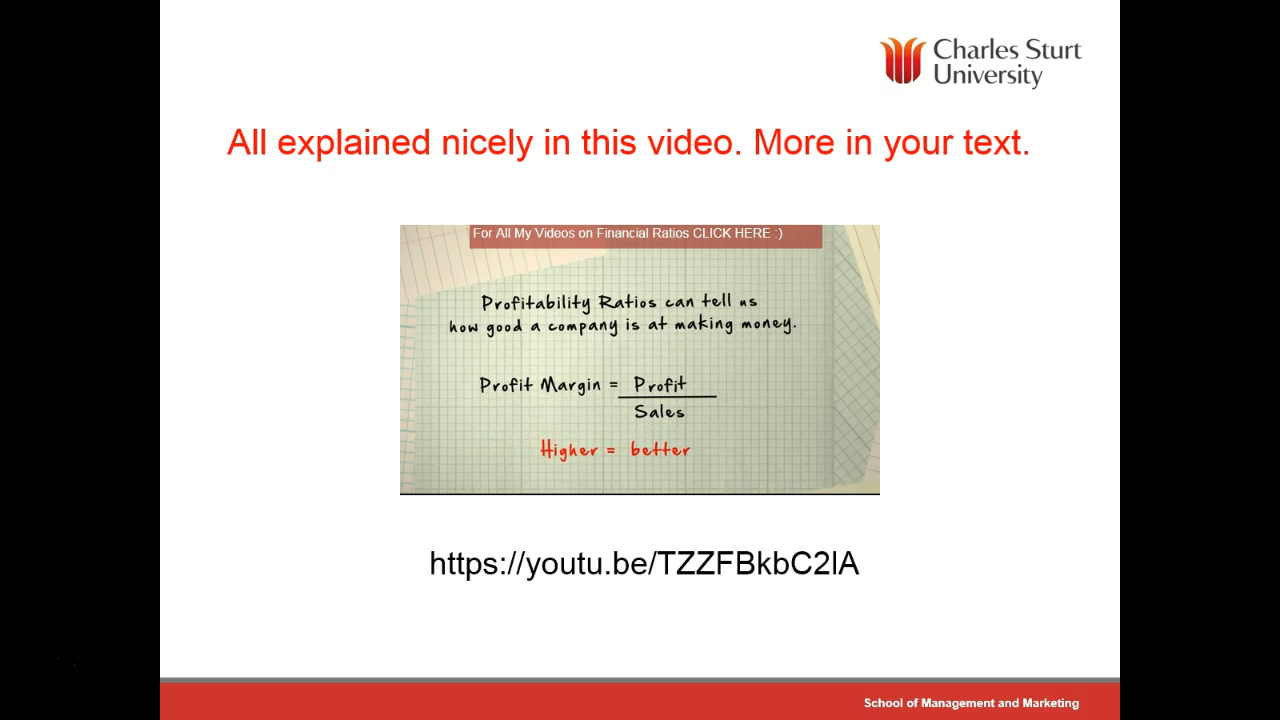 Charles Sturt
University
All explained nicely in this video. More in your text.
For All My Videos on Financial Ratios CLICK HERE :)
Profitability Ratios can tell us
how good a company is at making money.
Profit Margin = Profit
Sales
Higher = better
https://youtu.be/TZZFBkbC2lA
School of Management and Marketing